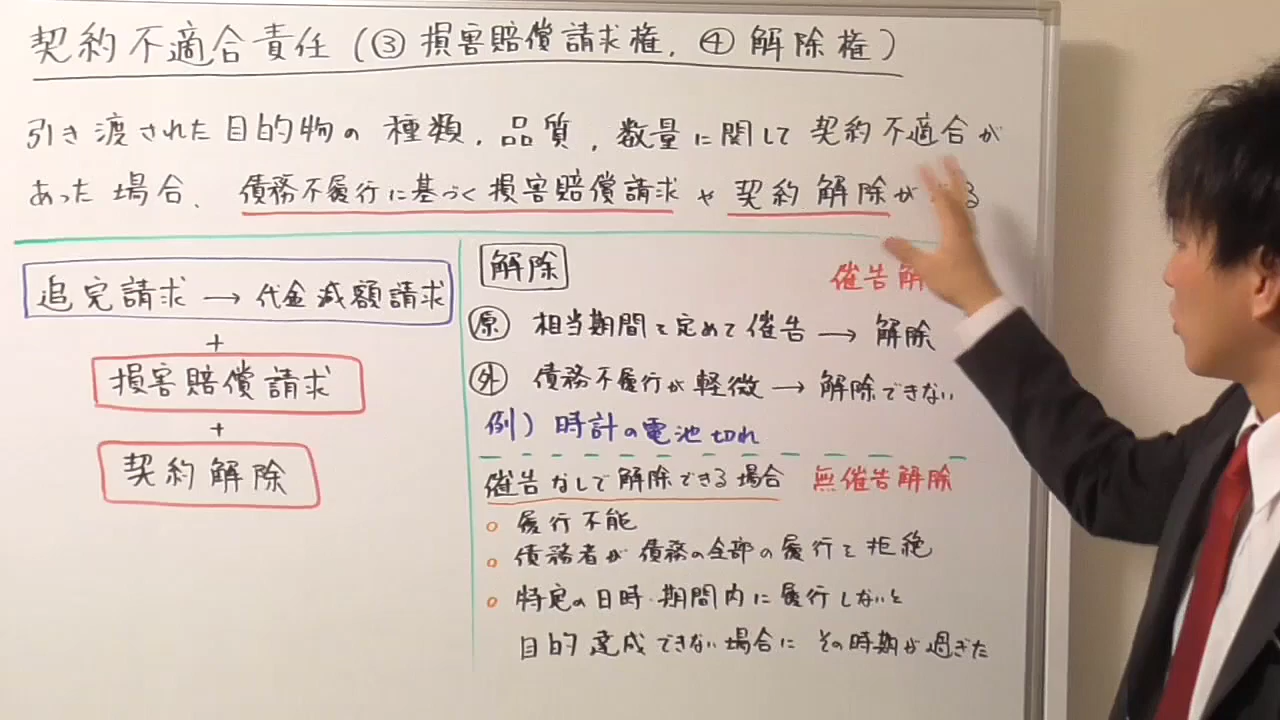 契約不適合責任（③ 損害賠償請求権，④ 解除権）
引き渡された目的物の 種類，品質，数量に関して 契約不適合が
あった場合、債務不履行に基づく損害賠償請求 や 契約解除が る
追完請求 → 代金減額請求
+
損害賠償請求
+
契約解除
解除
催告解
原 相当期間を定めて催告 → 解除
外 債務不履行が軽微 → 解除できない
例）時計の電池切れ
催告なしで解除できる場合 無催告解除
○ 履行不能
○ 債務者が債務の全部の履行を拒絶
○ 特定の日時・期間内に履行しないと
目的達成できない場合に その時期が過ぎた